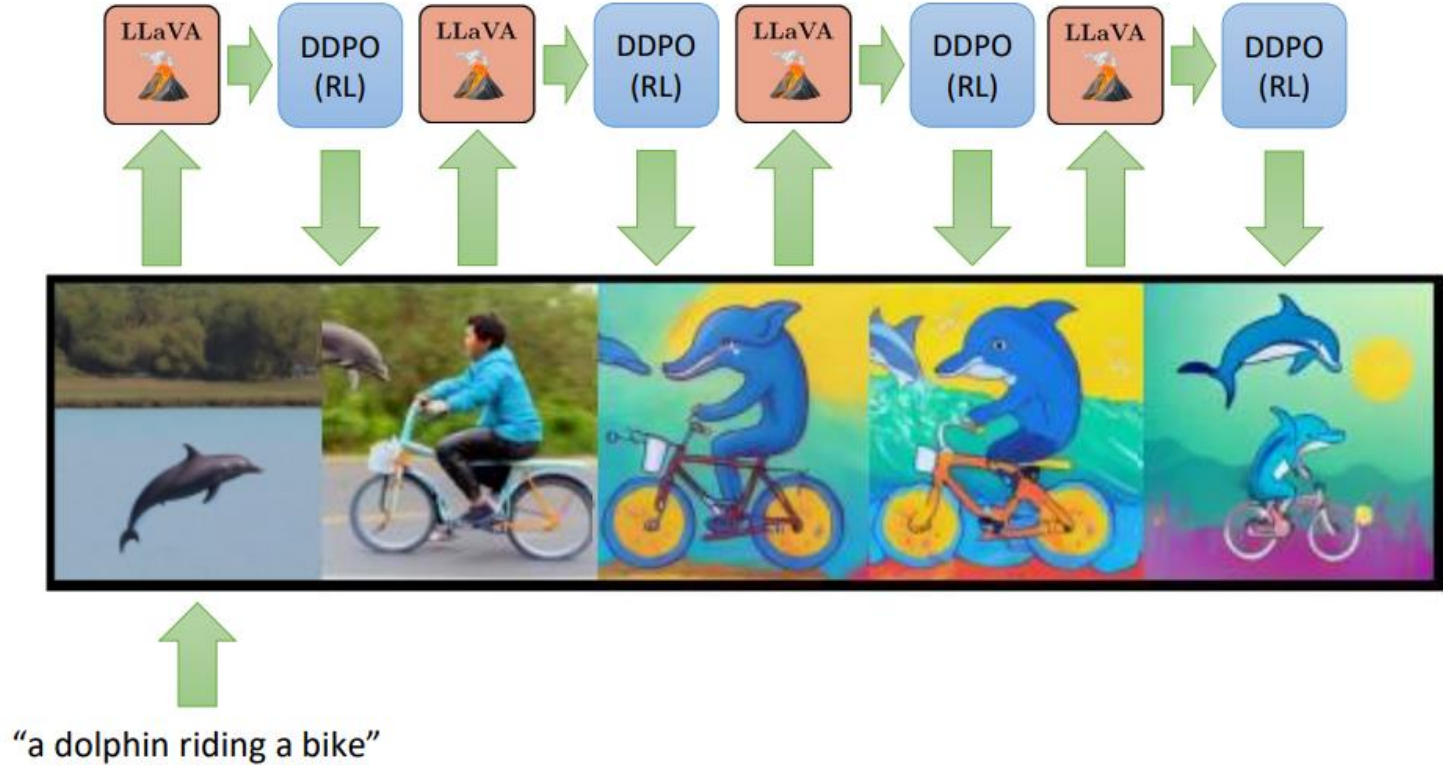 LLaVA
DDPO
(RL)
LLaVA
DDPO
(RL)
LLaVA
DDPO
(RL)
LLaVA
DDPO
(RL)
“a dolphin riding a bike”